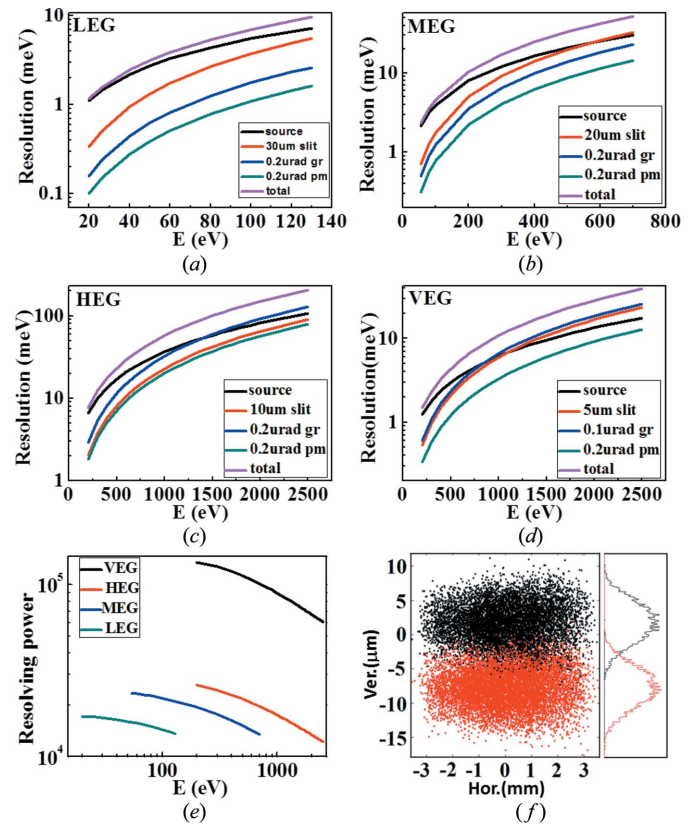 LEG
Resolution (meV)
10
1
0.1
source
30um slit
0.2urad gr
0.2urad pm
total
20 40 60 80 100 120 140
E (eV)
(a)
MEG
Resolution (meV)
10
1
source
20um slit
0.2urad gr
0.2urad pm
total
0 200 400 600 800
E (eV)
(b)
HEG
Resolution (meV)
100
10
1
source
10um slit
0.2urad gr
0.2urad pm
total
0 500 1000 1500 2000 2500
E (eV)
(c)
VEG
Resolution(meV)
10
1
source
5um slit
0.1urad gr
0.2urad pm
total
0 500 1000 1500 2000 2500
E (eV)
(d)
Resolving power
10^5
10^4
VEG
HEG
MEG
LEG
100 1000
E (eV)
(e)
Ver.(μm)
10
5
0
-5
-10
-15
-3 -2 -1 0 1 2 3
Hor.(mm)
(f)